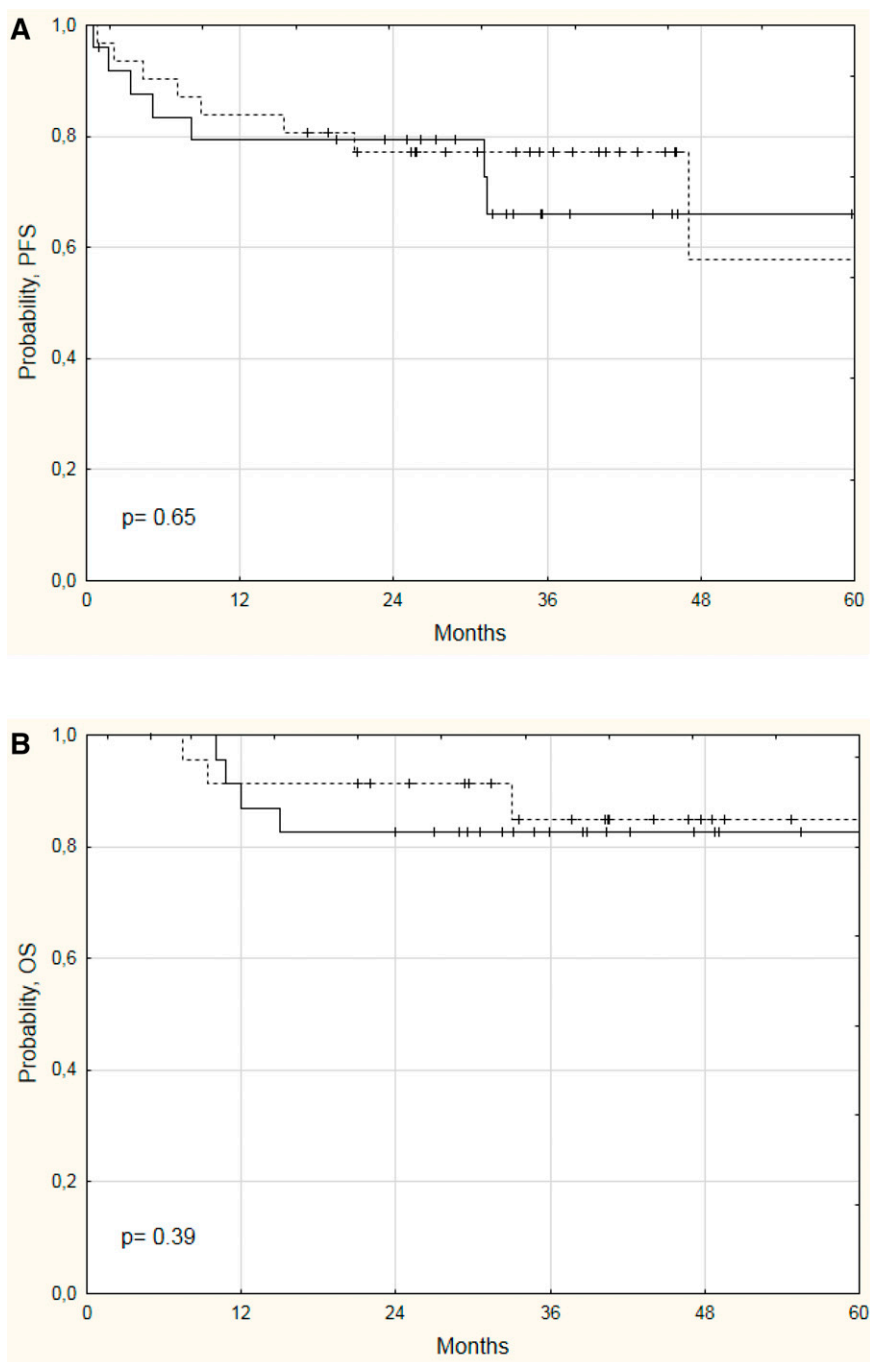 A
1,0
0,8
0,6
0,4
0,2
0,0
Probability, PFS
p= 0.65
0 12 24 36 48 60
Months
B
1,0
0,8
0,6
0,4
0,2
0,0
Probablity, OS
p= 0.39
0 12 24 36 48 60
Months